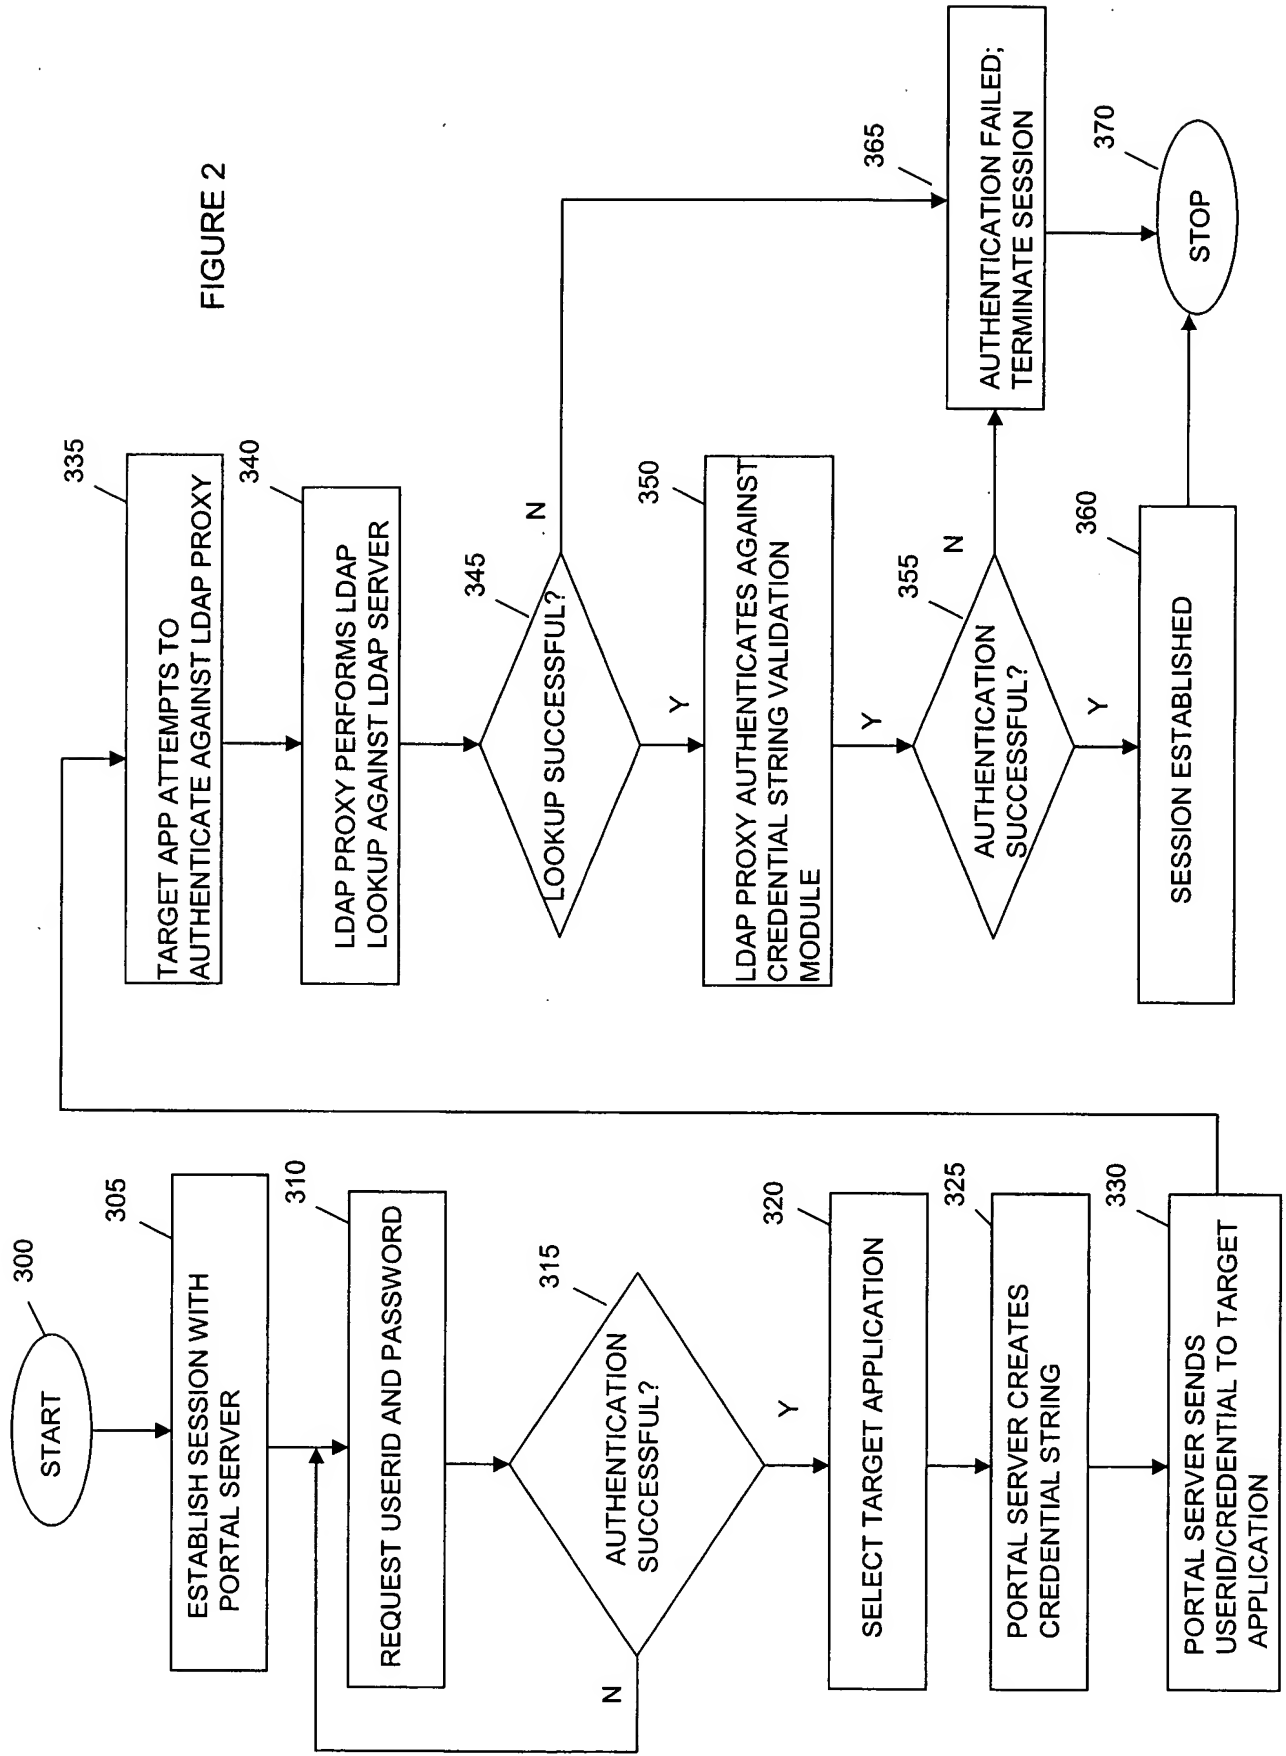 FIGURE 2
300
START
305
ESTABLISH SESSION WITH
PORTAL SERVER
310
REQUEST USERID AND PASSWORD
315
AUTHENTICATION
SUCCESSFUL?
N
Y
320
SELECT TARGET APPLICATION
325
PORTAL SERVER CREATES
CREDENTIAL STRING
330
PORTAL SERVER SENDS
USERID/CREDENTIAL TO TARGET
APPLICATION
335
TARGET APP ATTEMPTS TO
AUTHENTICATE AGAINST LDAP PROXY
340
LDAP PROXY PERFORMS LDAP
LOOKUP AGAINST LDAP SERVER
345
LOOKUP SUCCESSFUL?
N
Y
350
LDAP PROXY AUTHENTICATES AGAINST
CREDENTIAL STRING VALIDATION
MODULE
Y
355
AUTHENTICATION
SUCCESSFUL?
N
Y
360
SESSION ESTABLISHED
365
AUTHENTICATION FAILED;
TERMINATE SESSION
370
STOP